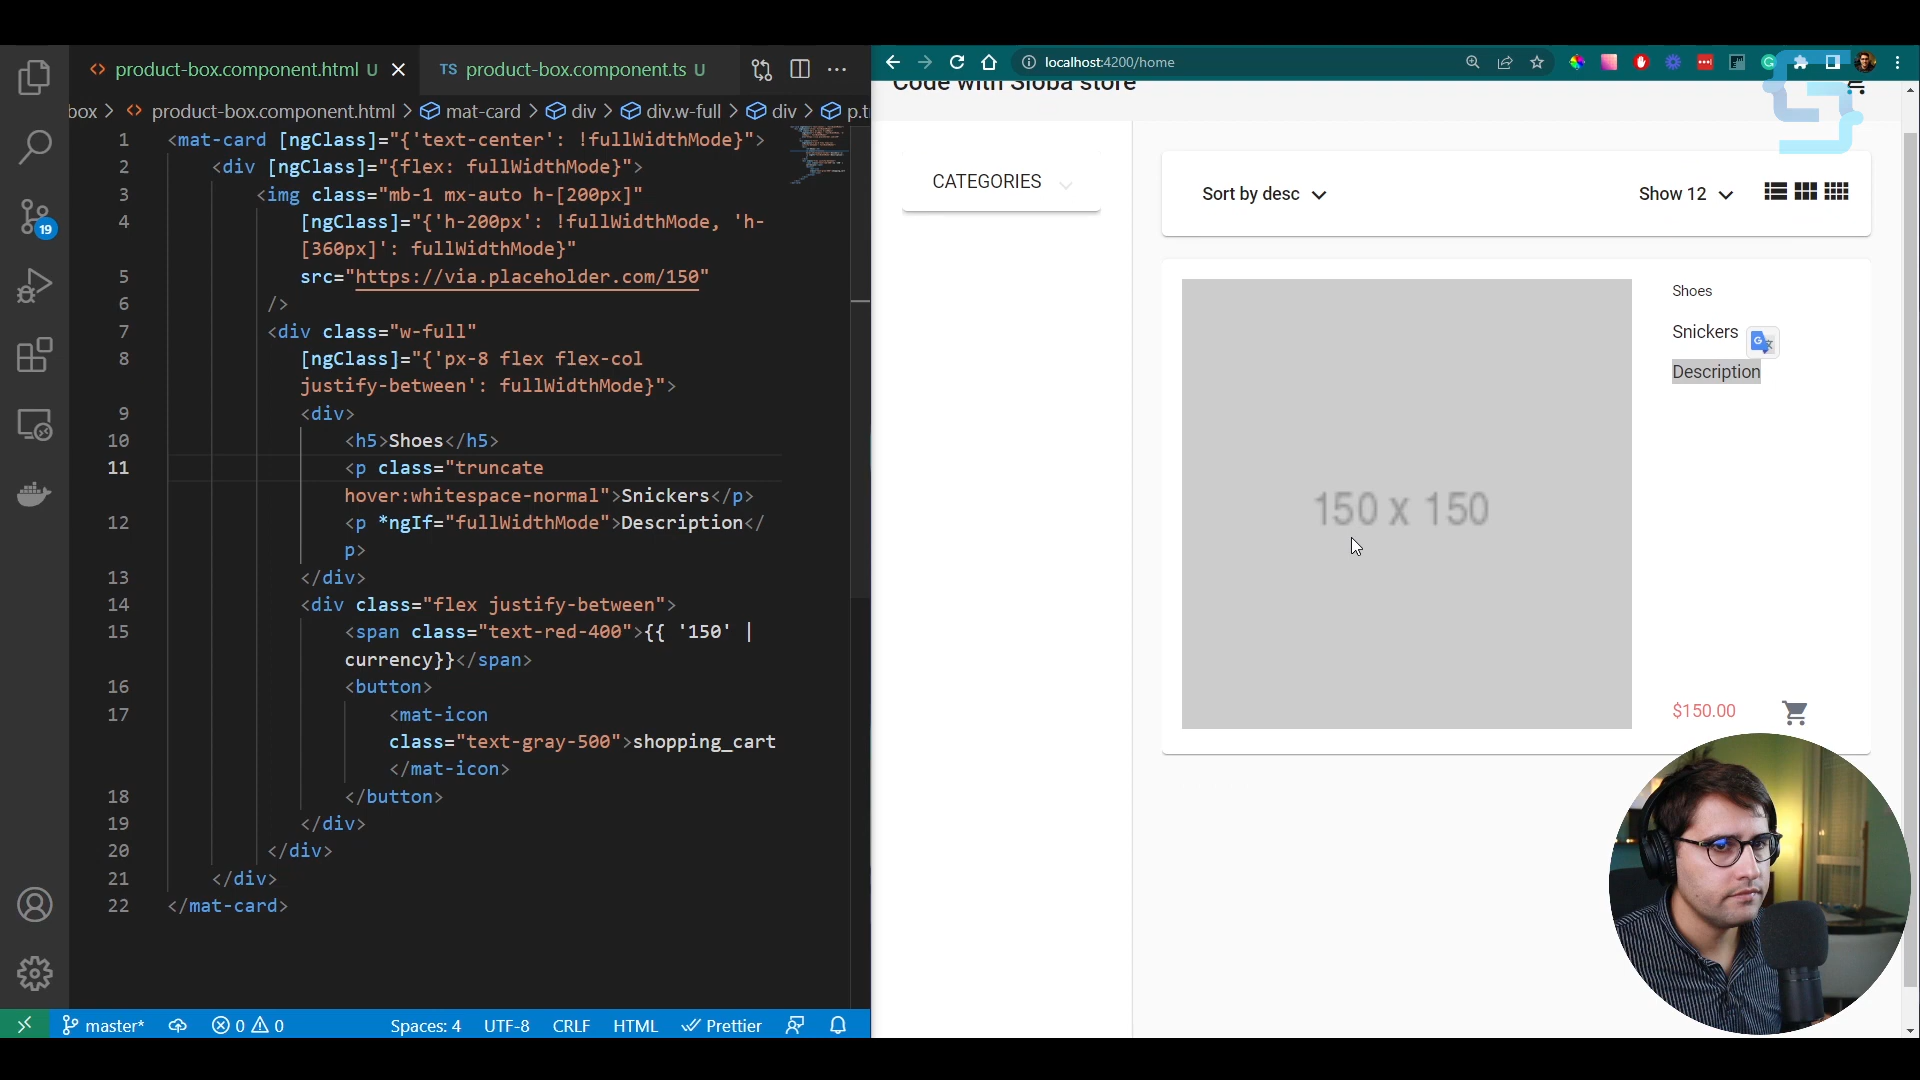 product-box.component.html U
TS product-box.component.ts U
box > product-box.component.html > mat-card > div > div.w-full > div >
1 <mat-card [ngClass]="{'text-center': !fullWidthMode}">
2 <div [ngClass]="{flex: fullWidthMode}">
3 <img class="mb-1 mx-auto h-[200px]"
4 [ngClass]="{'h-200px': !fullWidthMode, 'h-
[360px]': fullWidthMode}"
5 src="https://via.placeholder.com/150"
6 />
7 <div class="w-full"
8 [ngClass]="{'px-8 flex flex-col
justify-between': fullWidthMode}">
9 <div>
10 <h5>Shoes</h5>
11 <p class="truncate
hover:whitespace-normal">Snickers</p>
12 <p *ngIf="fullWidthMode">Description</
p>
13 </div>
14 <div class="flex justify-between">
15 <span class="text-red-400">{{ '150' |
currency}}</span>
16 <button>
17 <mat-icon
class="text-gray-500">shopping_cart
</mat-icon>
18 </button>
19 </div>
20 </div>
21 </div>
22 </mat-card>
19
master*
0 0
Spaces: 4
UTF-8
CRLF
HTML
Prettier
localhost:4200/home
Code with Sloba store
CATEGORIES
Sort by desc
Show 12
150 x 150
Shoes
Snickers
Description
$150.00